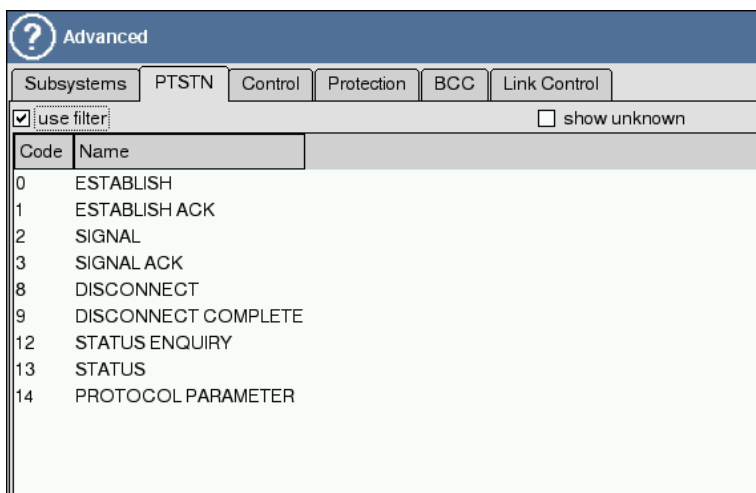 ? Advanced
Subsystems PTSTN Control Protection BCC Link Control
use filter show unknown
Code Name
0 ESTABLISH
1 ESTABLISH ACK
2 SIGNAL
3 SIGNAL ACK
8 DISCONNECT
9 DISCONNECT COMPLETE
12 STATUS ENQUIRY
13 STATUS
14 PROTOCOL PARAMETER